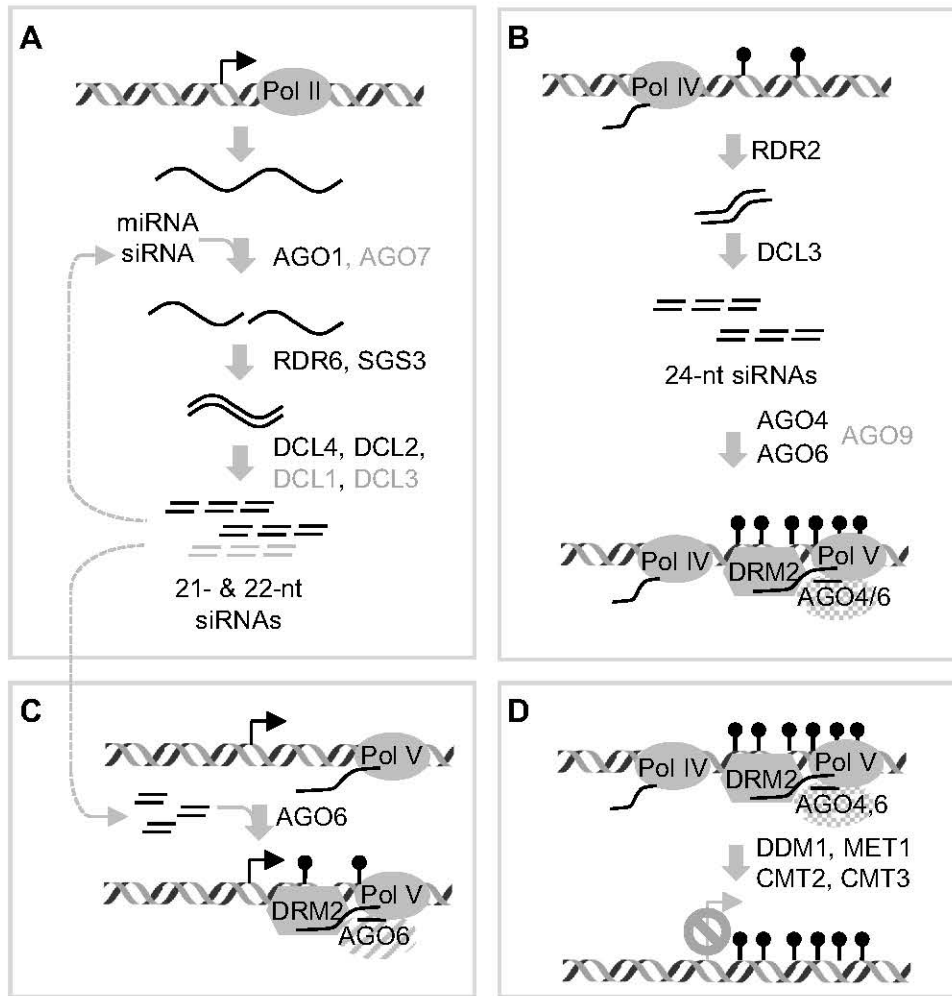 A
Pol II
miRNA
siRNA
AGO1, AGO7
RDR6, SGS3
DCL4, DCL2,
DCL1, DCL3
21- & 22-nt
siRNAs
B
Pol IV
RDR2
DCL3
24-nt siRNAs
AGO4
AGO6
AGO9
Pol IV
DRM2
Pol V
AGO4/6
C
Pol V
AGO6
DRM2
Pol V
AGO6
D
Pol IV
DRM2
Pol V
AGO4,6
DDM1, MET1
CMT2, CMT3